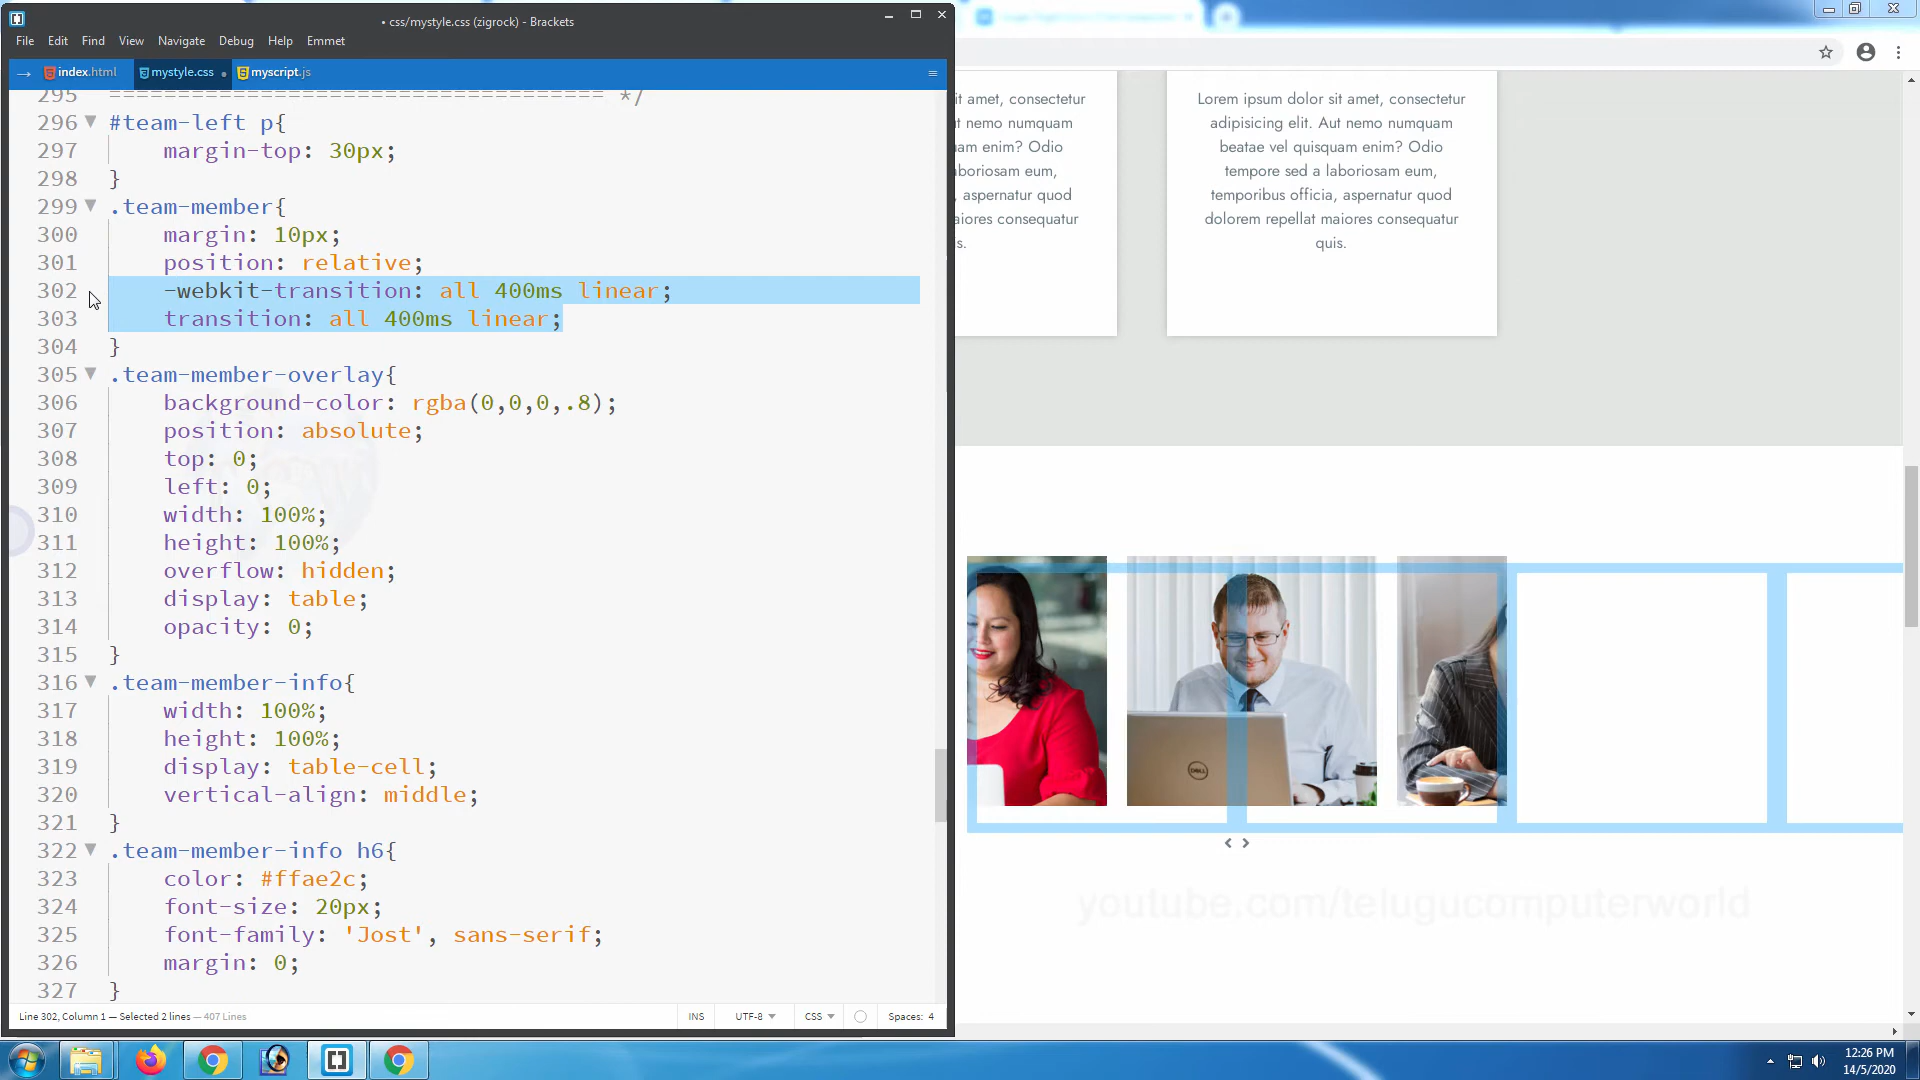 • css/mystyle.css (zigrock) - Brackets
File Edit Find View Navigate Debug Help Emmet
index.html mystyle.css myscript.js
295 ==================================== */
296 #team-left p{
297 margin-top: 30px;
298 }
299 .team-member{
300 margin: 10px;
301 position: relative;
302 -webkit-transition: all 400ms linear;
303 transition: all 400ms linear;
304 }
305 .team-member-overlay{
306 background-color: rgba(0,0,0,.8);
307 position: absolute;
308 top: 0;
309 left: 0;
310 width: 100%;
311 height: 100%;
312 overflow: hidden;
313 display: table;
314 opacity: 0;
315 }
316 .team-member-info{
317 width: 100%;
318 height: 100%;
319 display: table-cell;
320 vertical-align: middle;
321 }
322 .team-member-info h6{
323 color: #ffae2c;
324 font-size: 20px;
325 font-family: 'Jost', sans-serif;
326 margin: 0;
327 }
Line 302, Column 1 — Selected 2 lines — 407 Lines
INS UTF-8 CSS Spaces: 4
it amet, consectetur
ut nemo numquam
am enim? Odio
laboriosam eum,
, aspernatur quod
aiores consequatur
s.
Lorem ipsum dolor sit amet, consectetur
adipisicing elit. Aut nemo numquam
beatae vel quisquam enim? Odio
tempore sed a laboriosam eum,
temporibus officia, aspernatur quod
dolorem repellat maiores consequatur
quis.
DELL
youtube.com/telugucomputerworld
12:26 PM
14/5/2020